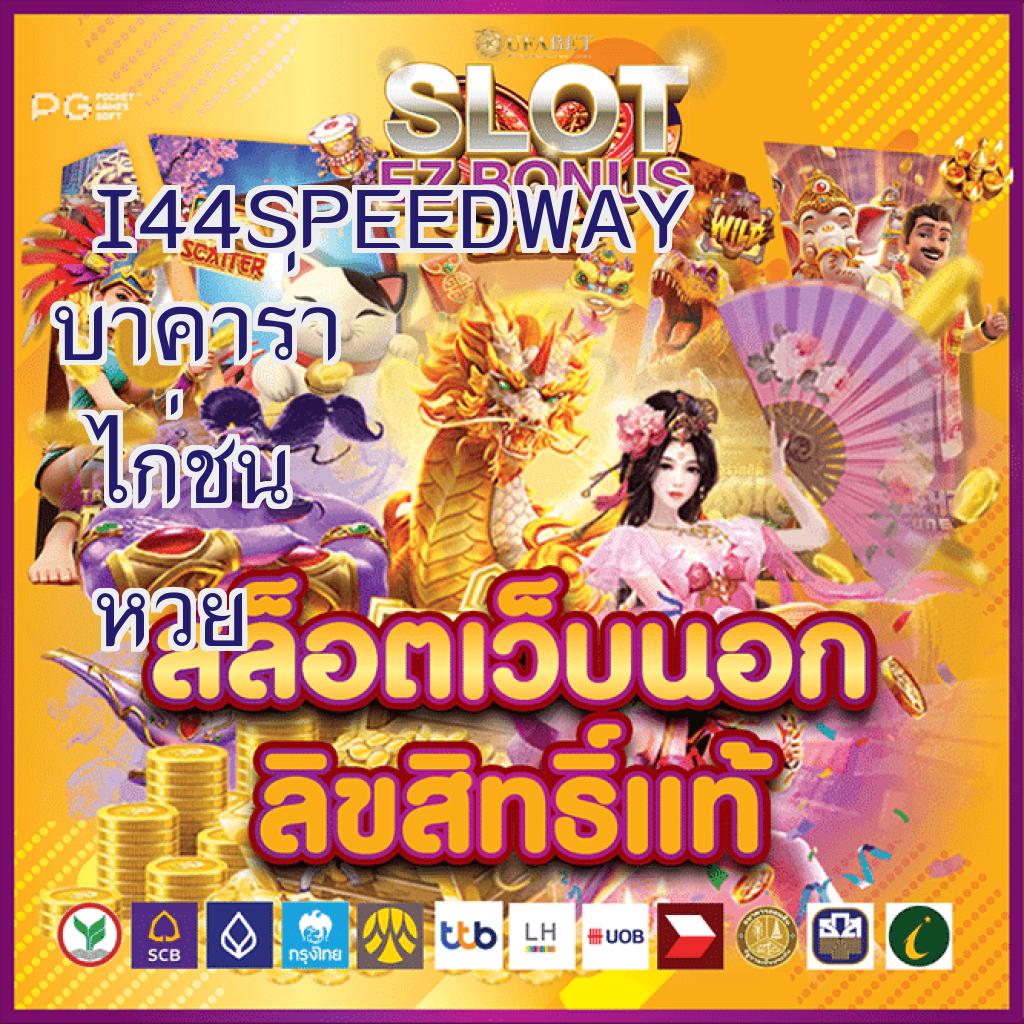 UFABET
PG POCKET GAMES SOFT
SLOT
EZ BONUS
I44SPEEDWAY
WILD
SCATTER
บาคารา
ไก่ชน
หวย
สล็อตเว็บนอก
ลิขสิทธิ์แท้
SCB
กรุงไทย
ttb
LH
UOB